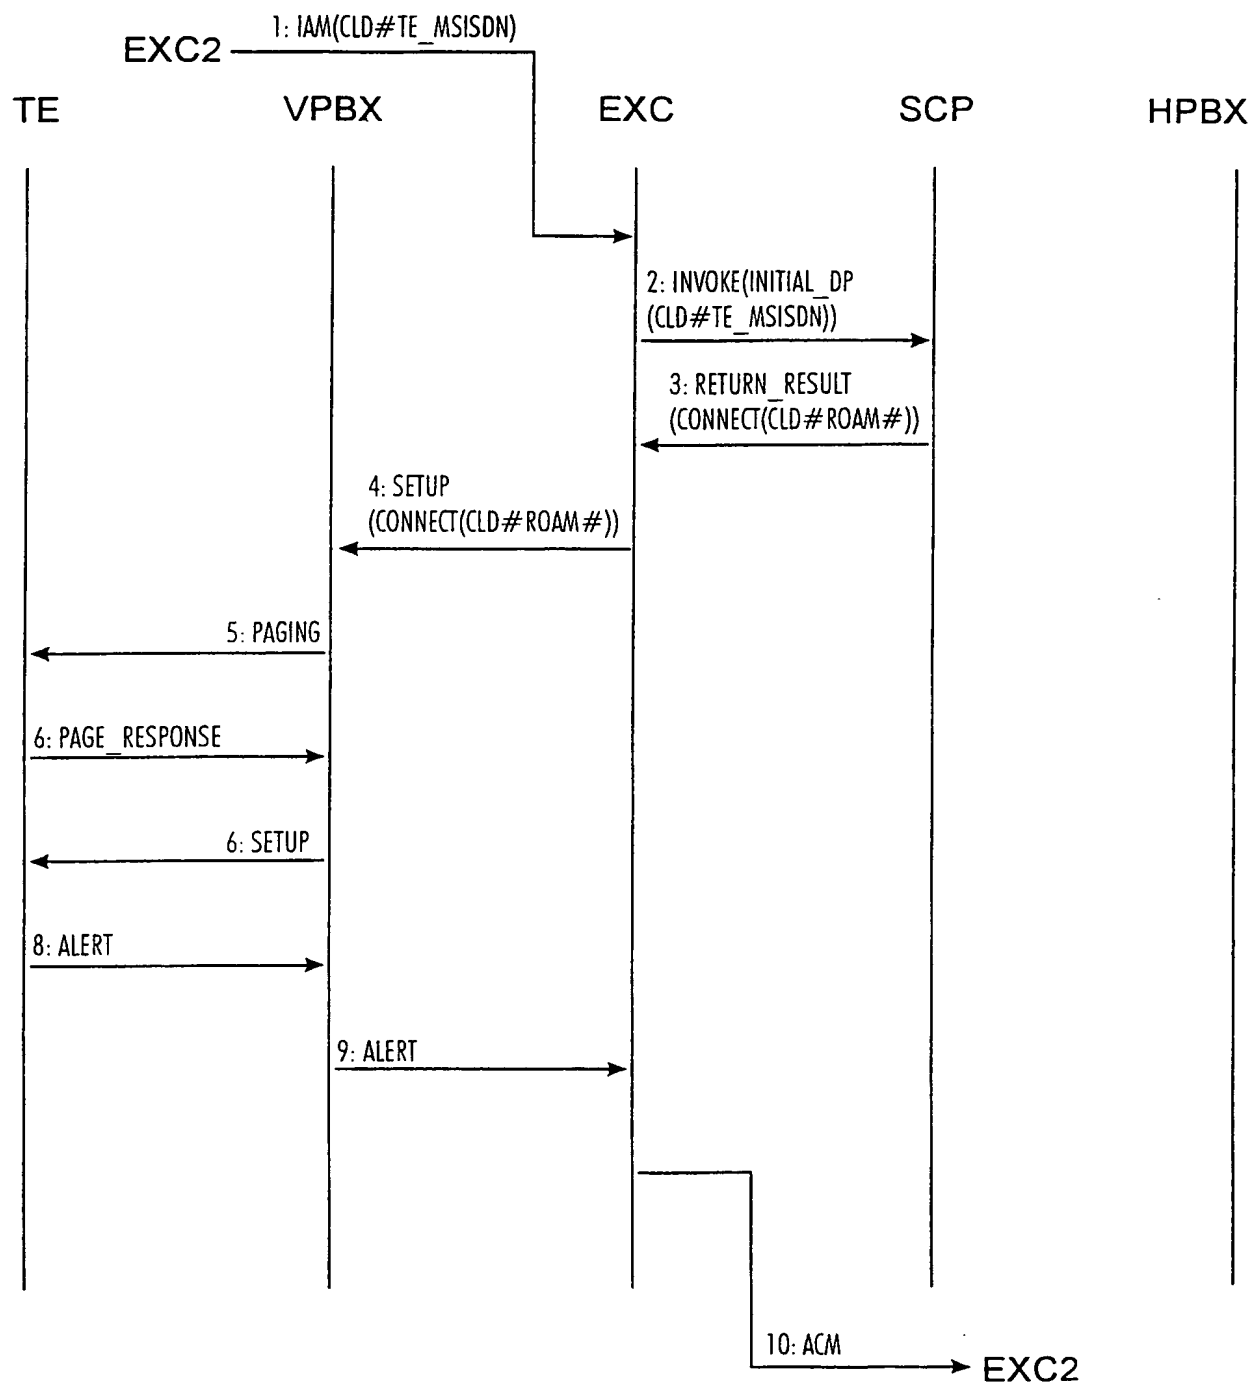 1: IAM(CLD#TE_MSISDN)
EXC2
TE
VPBX
EXC
SCP
HPBX
2: INVOKE(INITIAL_DP
(CLD#TE_MSISDN))
3: RETURN_RESULT
(CONNECT(CLD#ROAM#))
4: SETUP
(CONNECT(CLD#ROAM#))
5: PAGING
6: PAGE_RESPONSE
6: SETUP
8: ALERT
9: ALERT
10: ACM
EXC2